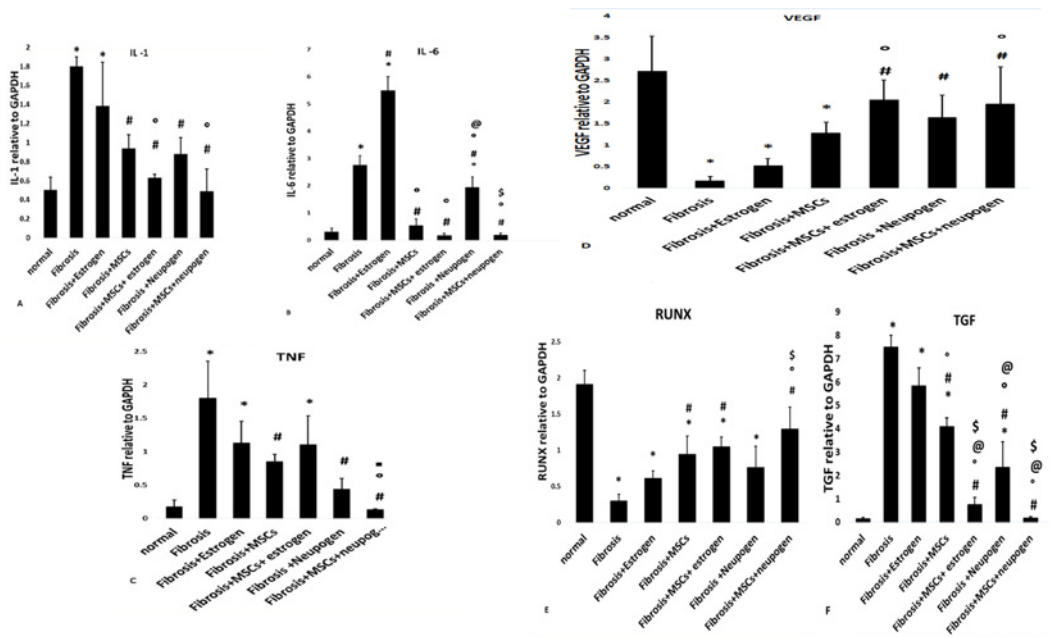 IL -1
IL-1 relative to GAPDH
2
1.8
1.6
1.4
1.2
1
0.8
0.6
0.4
0.2
0
* * # ° # # ° #
normal
Fibrosis
Fibrosis+Estrogen
Fibrosis+MSCs
Fibrosis+MSCs+ estrogen
Fibrosis +Neupogen
Fibrosis+MSCs+neupogen
A
IL -6
IL-6 relative to GAPDH
7
6
5
4
3
2
1
0
* # * ° # ° # @ ° # * $ ° #
normal
Fibrosis
Fibrosis+Estrogen
Fibrosis+MSCs
Fibrosis+MSCs+ estrogen
Fibrosis +Neupogen
Fibrosis+MSCs+neupogen
B
VEGF
VEGF relative to GAPDH
4
3.5
3
2.5
2
1.5
1
0.5
0
* * * ° # # ° #
normal
Fibrosis
Fibrosis+Estrogen
Fibrosis+MSCs
Fibrosis+MSCs+ estrogen
Fibrosis +Neupogen
Fibrosis+MSCs+neupogen
D
TNF
TNF relative to GAPDH
2.5
2
1.5
1
0.5
0
* * # * # ° #
normal
Fibrosis
Fibrosis+Estrogen
Fibrosis+MSCs
Fibrosis+MSCs+ estrogen
Fibrosis +Neupogen
Fibrosis+MSCs+neupog...
C
RUNX
RUNX relative to GAPDH
2.5
2
1.5
1
0.5
0
* * # * # * * $ ° #
normal
Fibrosis
Fibrosis+Estrogen
Fibrosis+MSCs
Fibrosis+MSCs+ estrogen
Fibrosis +Neupogen
Fibrosis+MSCs+neupogen
E
TGF
TGF relative to GAPDH
9
8
7
6
5
4
3
2
1
0
* * ° # * $ @ ° # @ ° # * $ @ ° #
normal
Fibrosis
Fibrosis+Estrogen
Fibrosis+MSCs
Fibrosis+MSCs+ estrogen
Fibrosis +Neupogen
Fibrosis+MSCs+neupogen
F